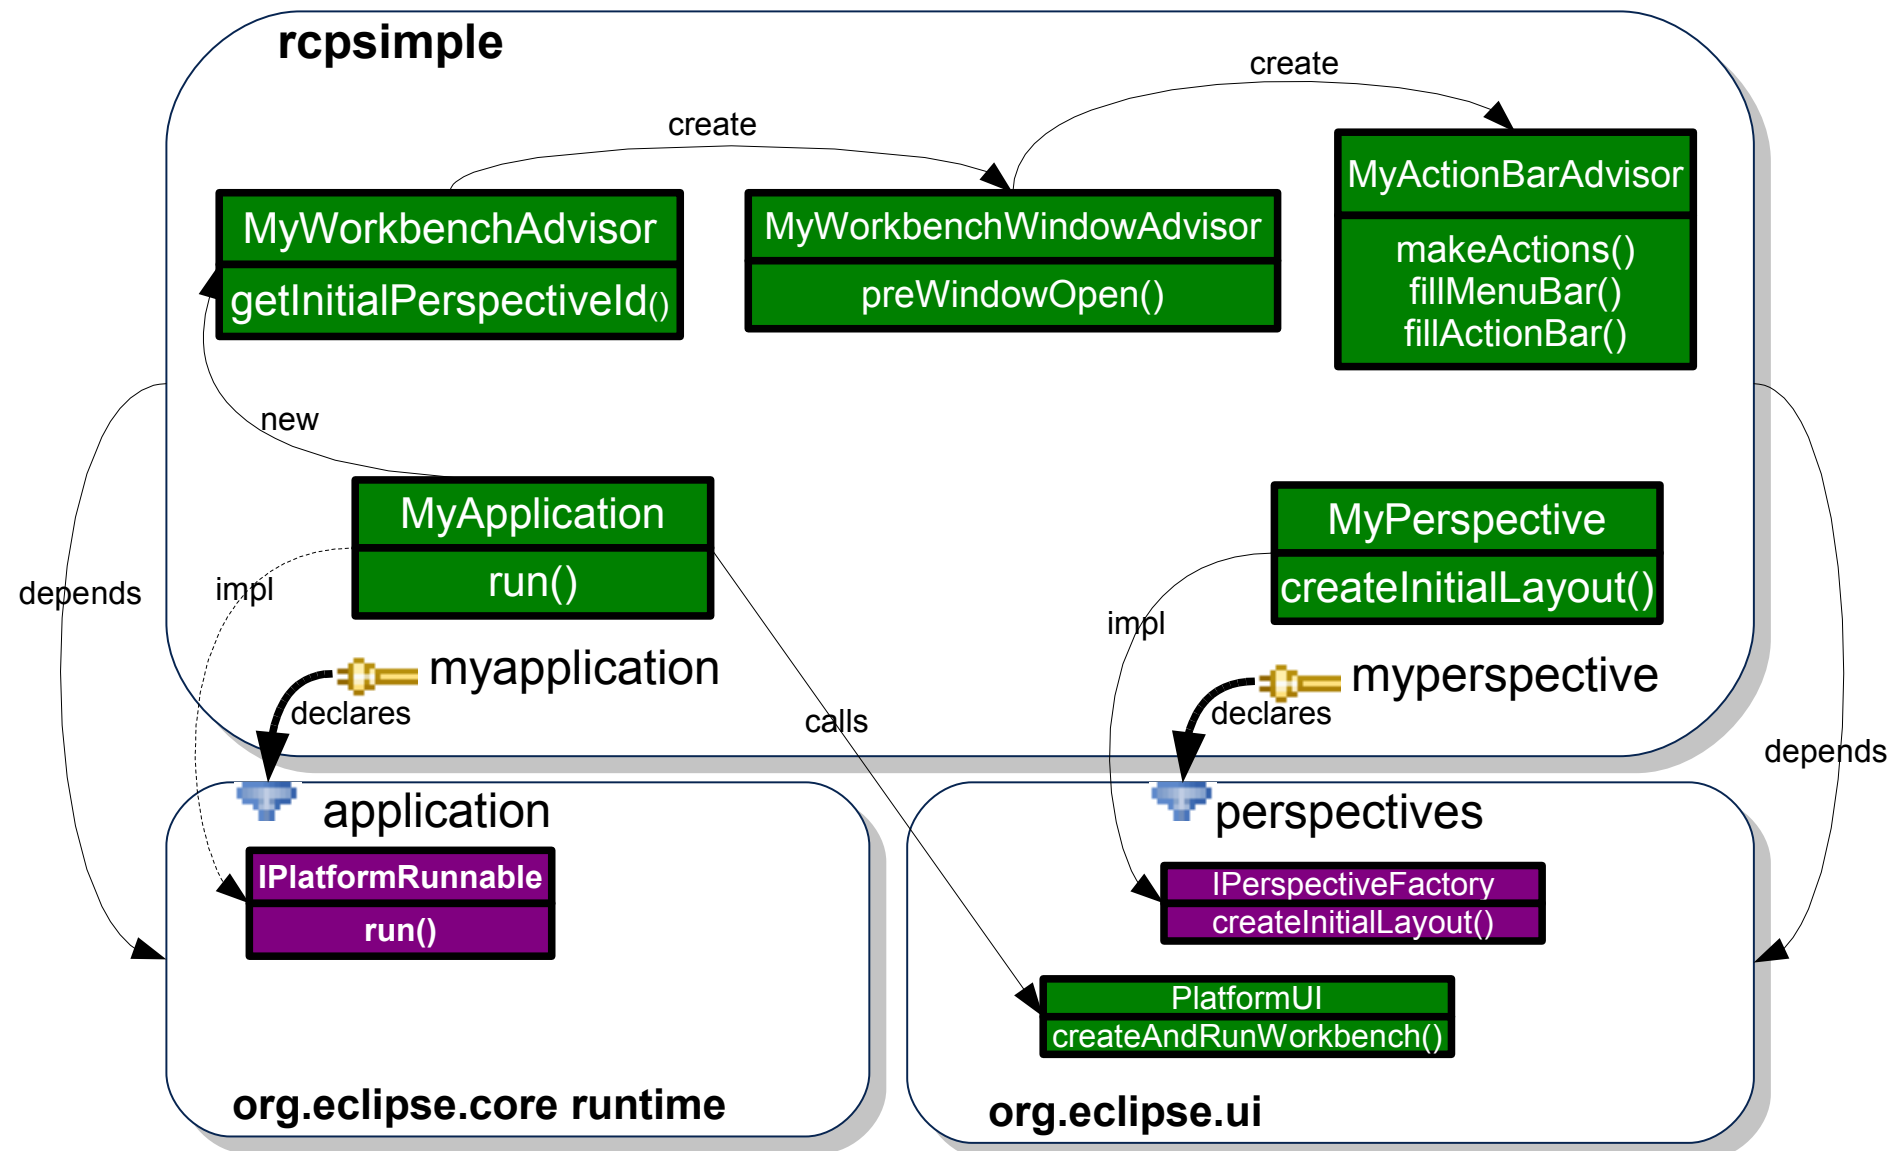 rcpsimple
create
create
MyActionBarAdvisor
makeActions()
fillMenuBar()
fillActionBar()
MyWorkbenchAdvisor
getInitialPerspectiveId()
MyWorkbenchWindowAdvisor
preWindowOpen()
new
MyApplication
run()
MyPerspective
createInitialLayout()
depends
impl
impl
myapplication
declares
myperspective
declares
calls
depends
application
IPlatformRunnable
run()
perspectives
IPerspectiveFactory
createInitialLayout()
PlatformUI
createAndRunWorkbench()
org.eclipse.core runtime
org.eclipse.ui